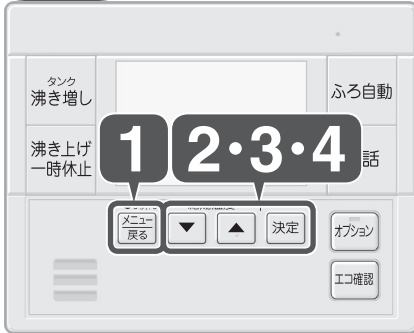 タンク
沸き増し
ふろ自動
沸き上げ
一時休止
1
2・3・4
話
メニュー
戻る
▼
▲
決定
オプション
エコ確認